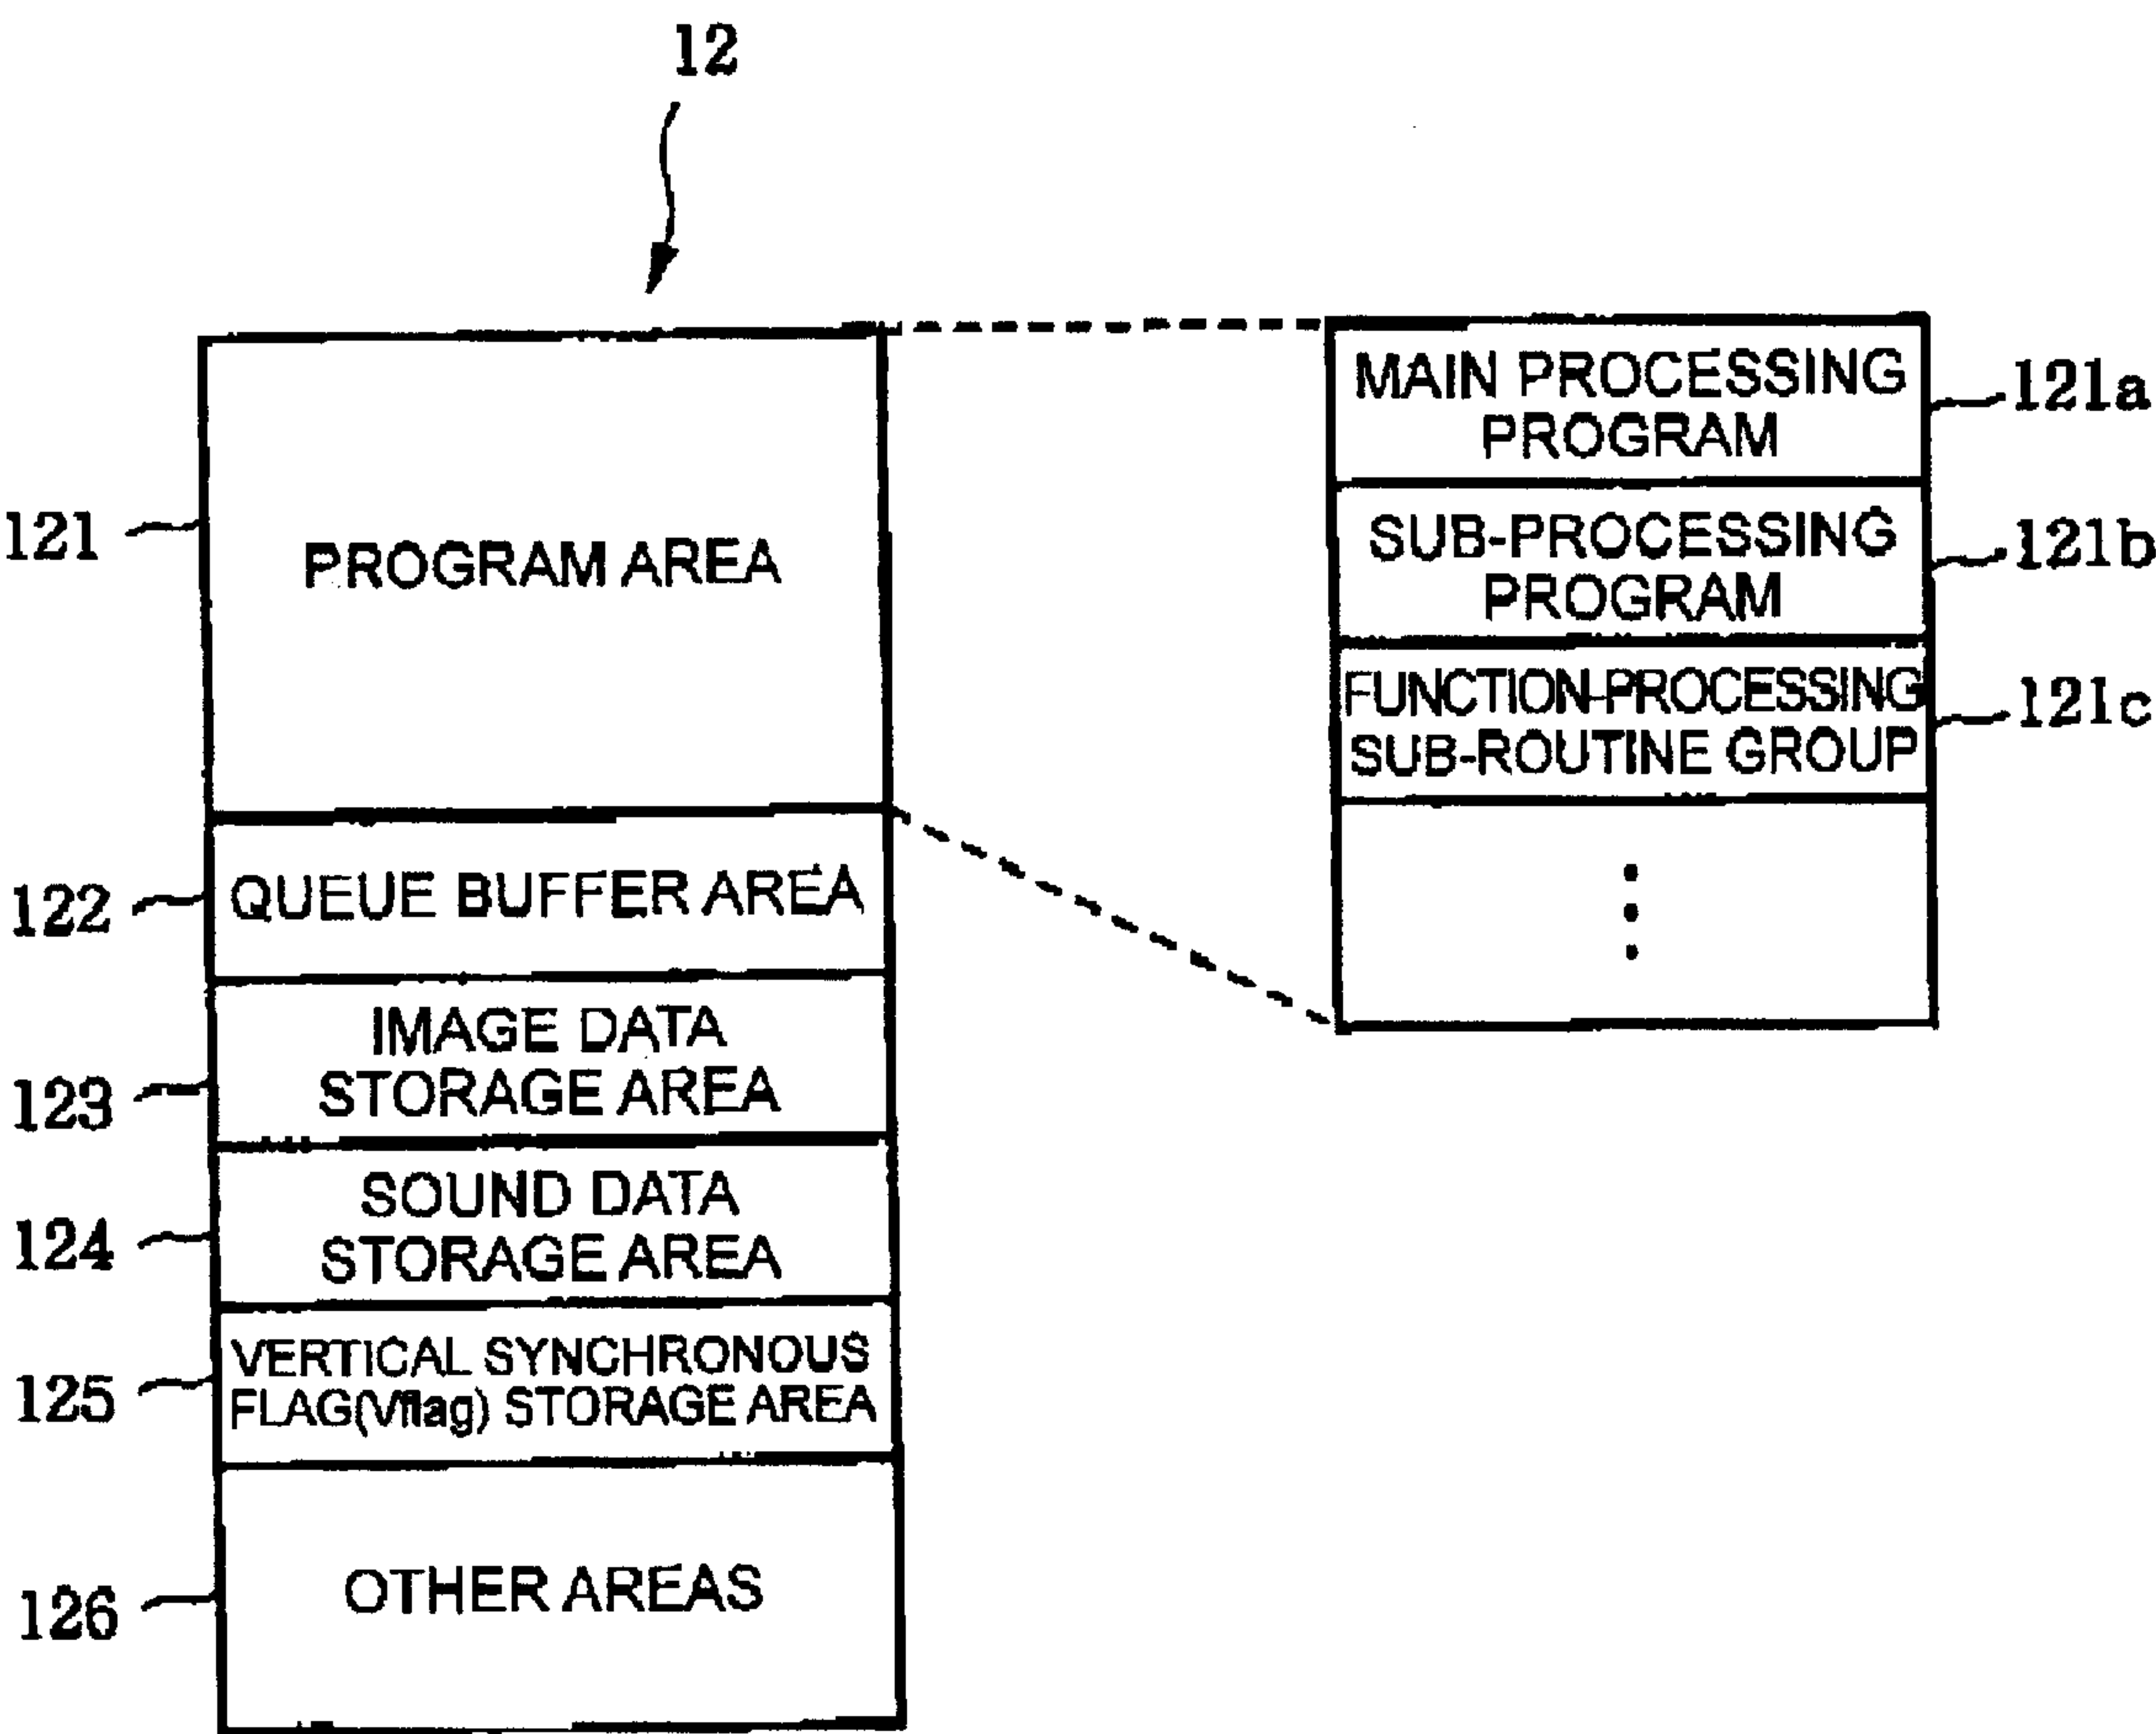 12
121
PROGRAM AREA
122
QUEUE BUFFER AREA
123
IMAGE DATA
STORAGE AREA
124
SOUND DATA
STORAGE AREA
125
VERTICAL SYNCHRONOUS
FLAG(Vflag) STORAGE AREA
126
OTHER AREAS
MAIN PROCESSING
PROGRAM
121a
SUB-PROCESSING
PROGRAM
121b
FUNCTION-PROCESSING
SUB-ROUTINE GROUP
121c